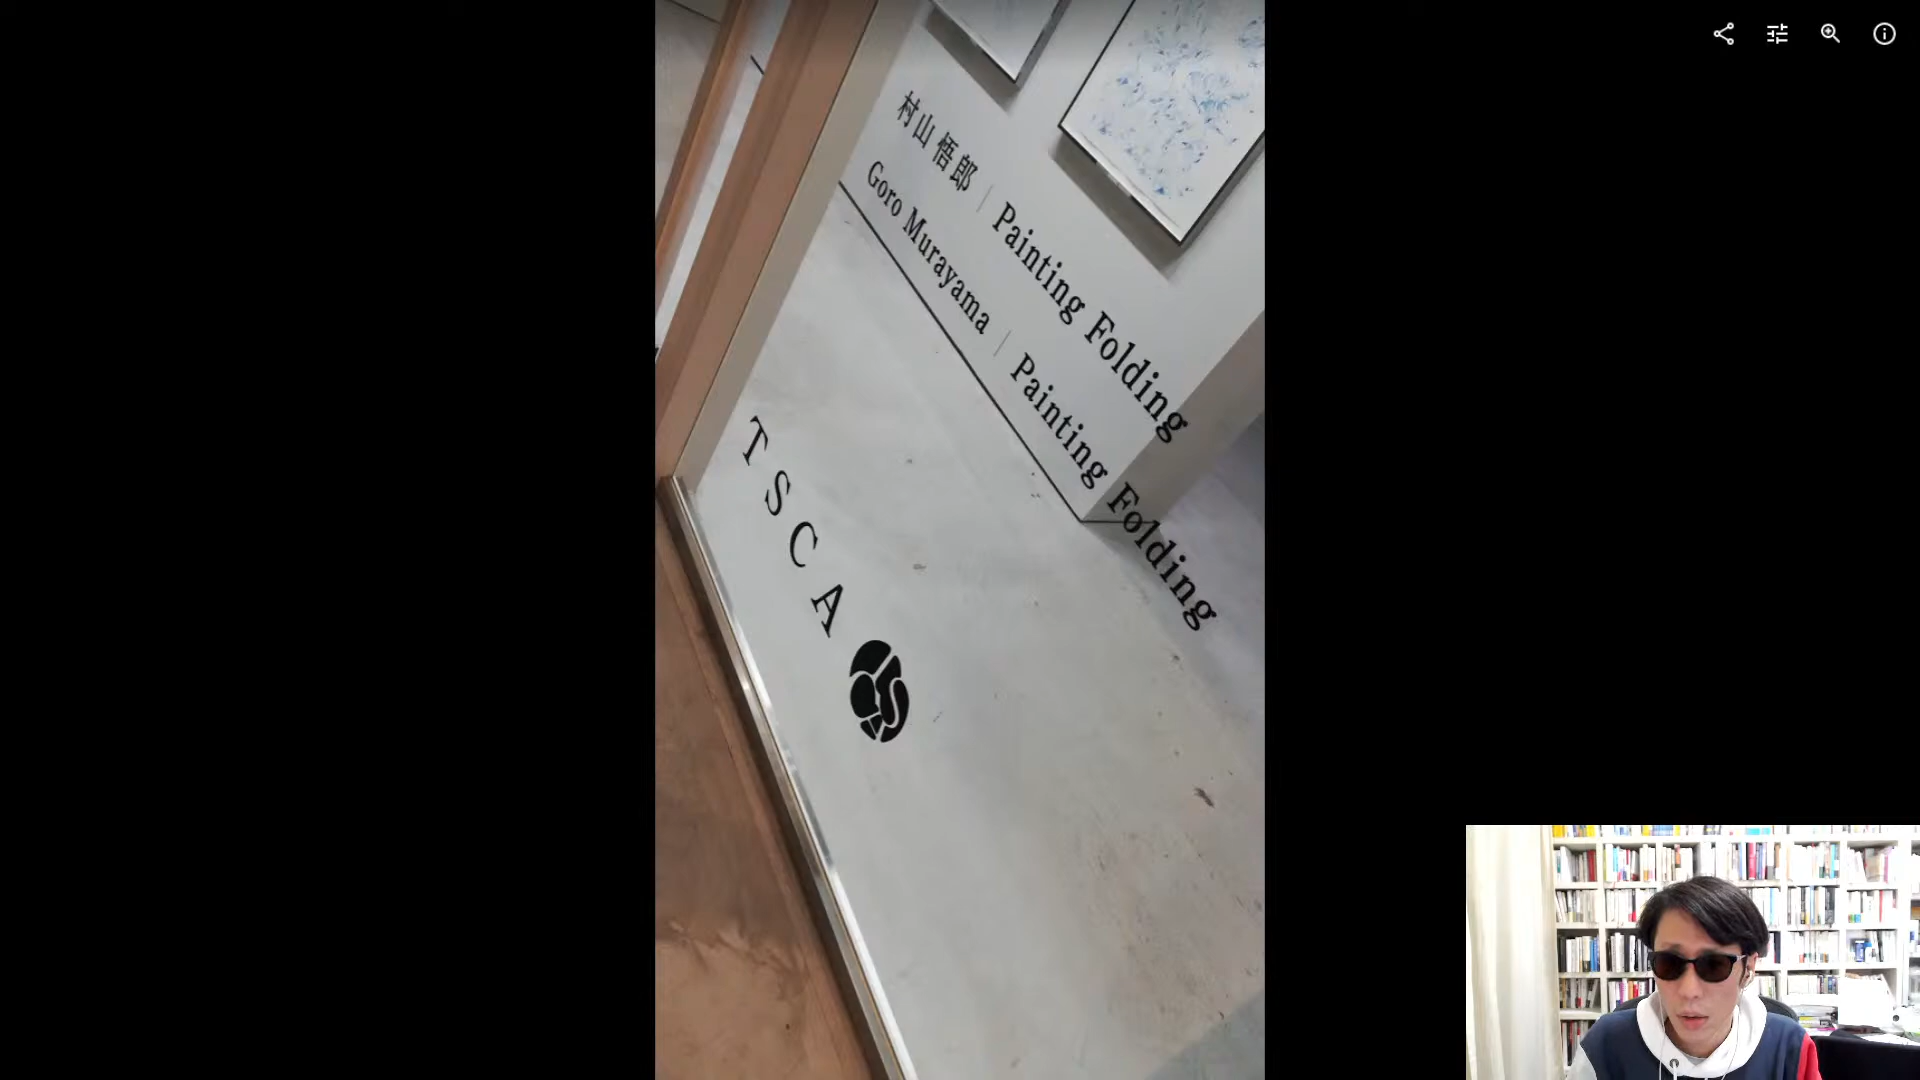 村山 悟郎 | Painting Folding
Goro Murayama | Painting Folding
TSCA